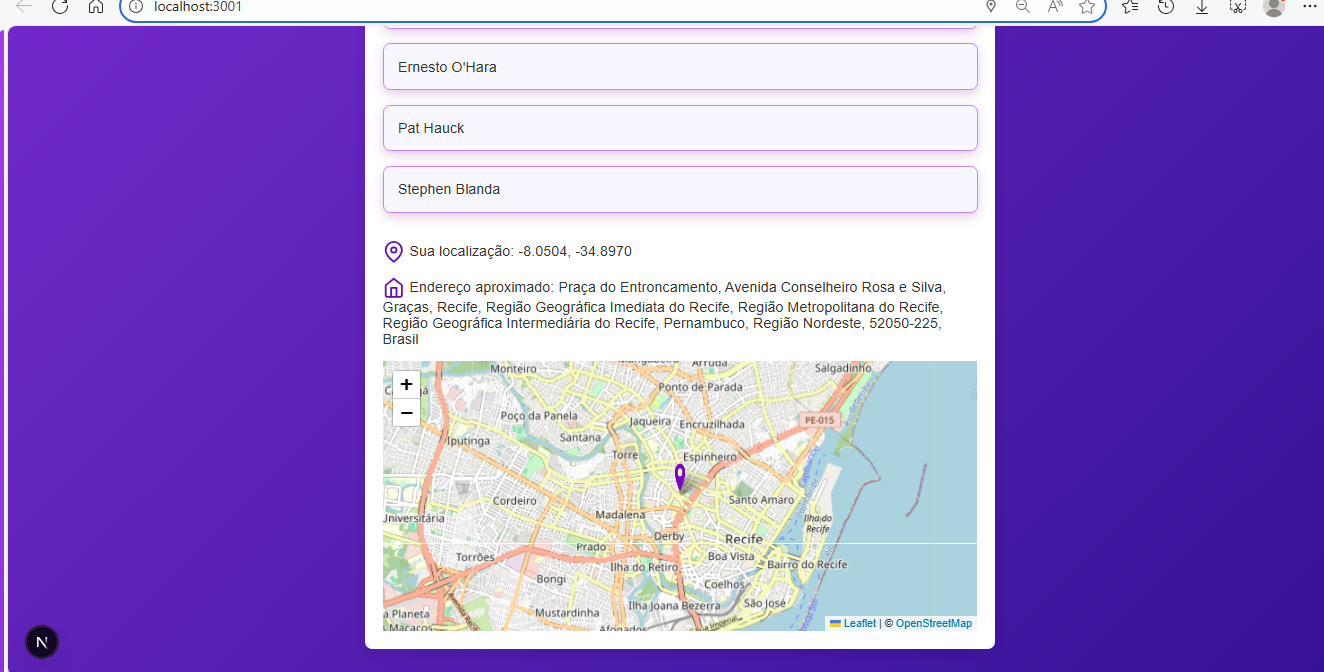 localhost:3001
Ernesto O'Hara
Pat Hauck
Stephen Blanda
Sua localização: -8.0504, -34.8970
Endereço aproximado: Praça do Entroncamento, Avenida Conselheiro Rosa e Silva,
Graças, Recife, Região Geográfica Imediata do Recife, Região Metropolitana do Recife,
Região Geográfica Intermediária do Recife, Pernambuco, Região Nordeste, 52050-225,
Brasil
+
−
Monteiro
Arruda
Salgadinho
Ponto de Parada
Poço da Panela
Jaqueira
Encruzilhada
PE-015
Santana
Iputinga
Torre
Espinheiro
Cordeiro
Santo Amaro
Universitária
Madalena
Ilha do
Recife
Derby
Recife
Prado
Torrões
Boa Vista
Ilha do Retiro
Bairro do Recife
Bongi
Coelhos
Ilha Joana Bezerra
São José
a Planeta
Mustardinha
Macacos
Afogados
Avenida Recife
Leaflet | © OpenStreetMap
N